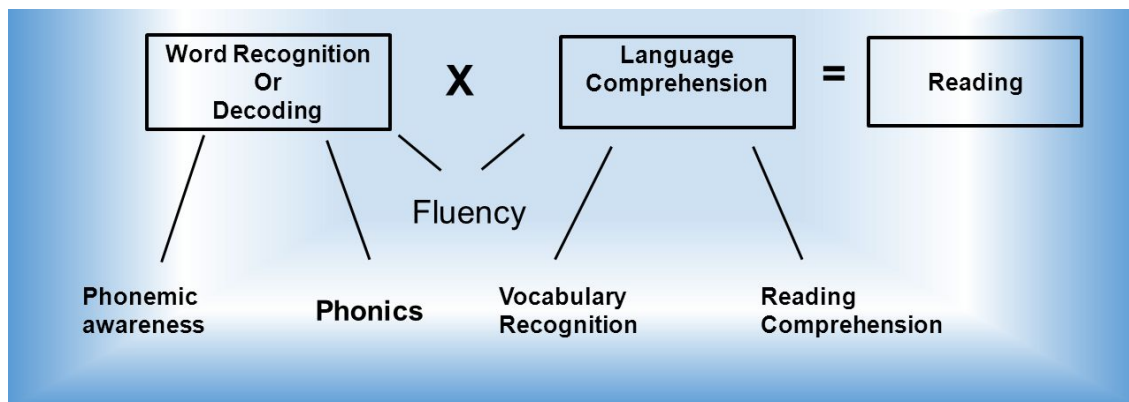 Word Recognition
Or
Decoding
X
Language
Comprehension
=
Reading
Fluency
Phonemic
awareness
Phonics
Vocabulary
Recognition
Reading
Comprehension